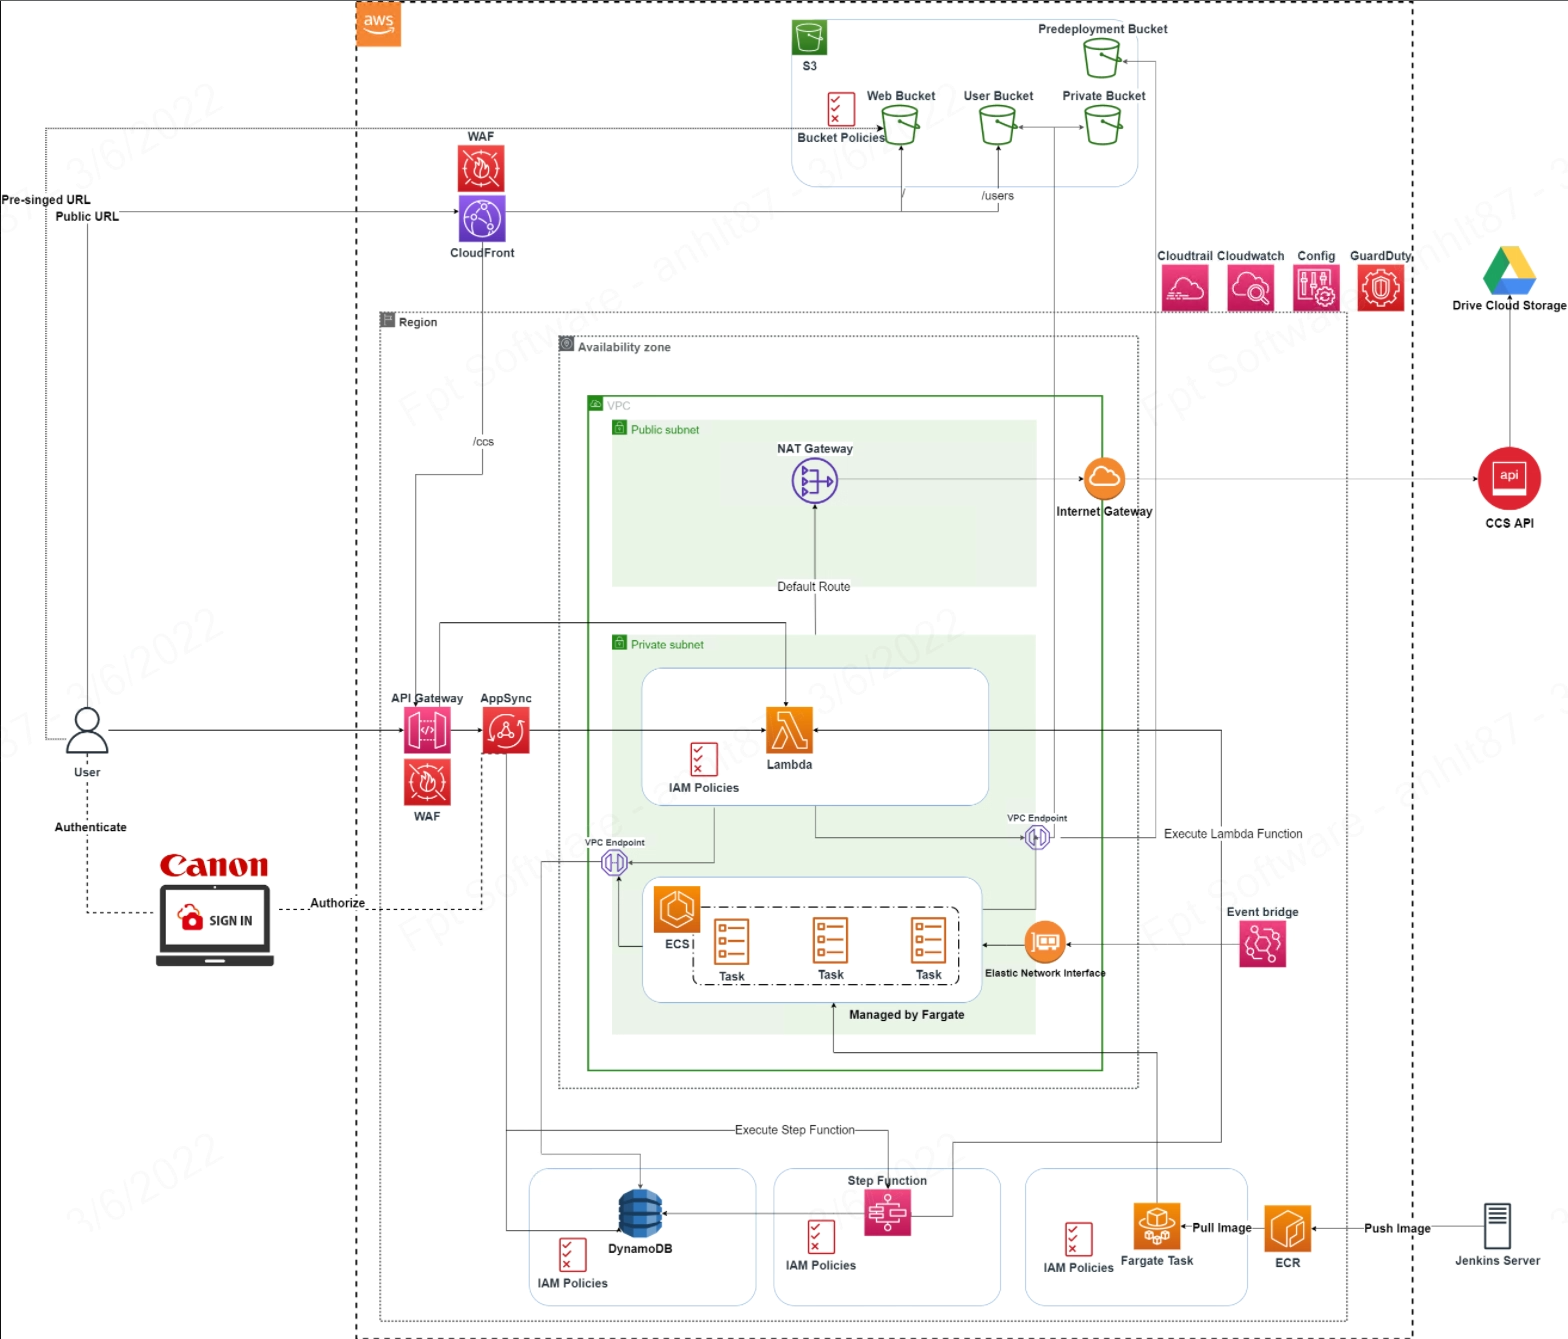 aws
S3
Predeployment Bucket
Web Bucket
User Bucket
Private Bucket
Bucket Policies
WAF
CloudFront
/
/users
Pre-singed URL
Public URL
Cloudtrail
Cloudwatch
Config
GuardDuty
Drive Cloud Storage
Region
Availability zone
VPC
Public subnet
NAT Gateway
Internet Gateway
api
CCS API
/ccs
Default Route
Private subnet
API Gateway
AppSync
WAF
Lambda
IAM Policies
User
Authenticate
Canon
SIGN IN
Authorize
VPC Endpoint
VPC Endpoint
Execute Lambda Function
ECS
Task
Task
Task
Elastic Network Interface
Event bridge
Managed by Fargate
Execute Step Function
DynamoDB
IAM Policies
Step Function
IAM Policies
IAM Policies
Fargate Task
Pull Image
ECR
Push Image
Jenkins Server
Fpt Software - anhlt87 - 3/6/2022